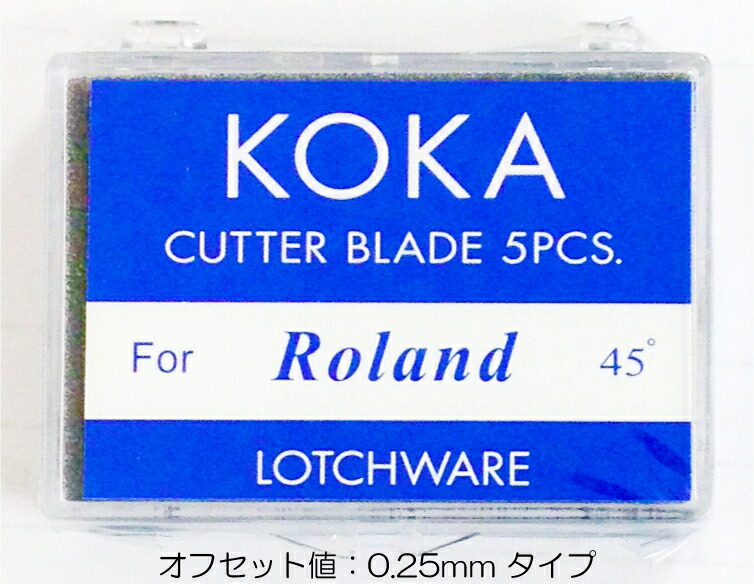 KOKA
CUTTER BLADE 5PCS.
For Roland 45°
LOTCHWARE
オフセット値：0.25mm タイプ